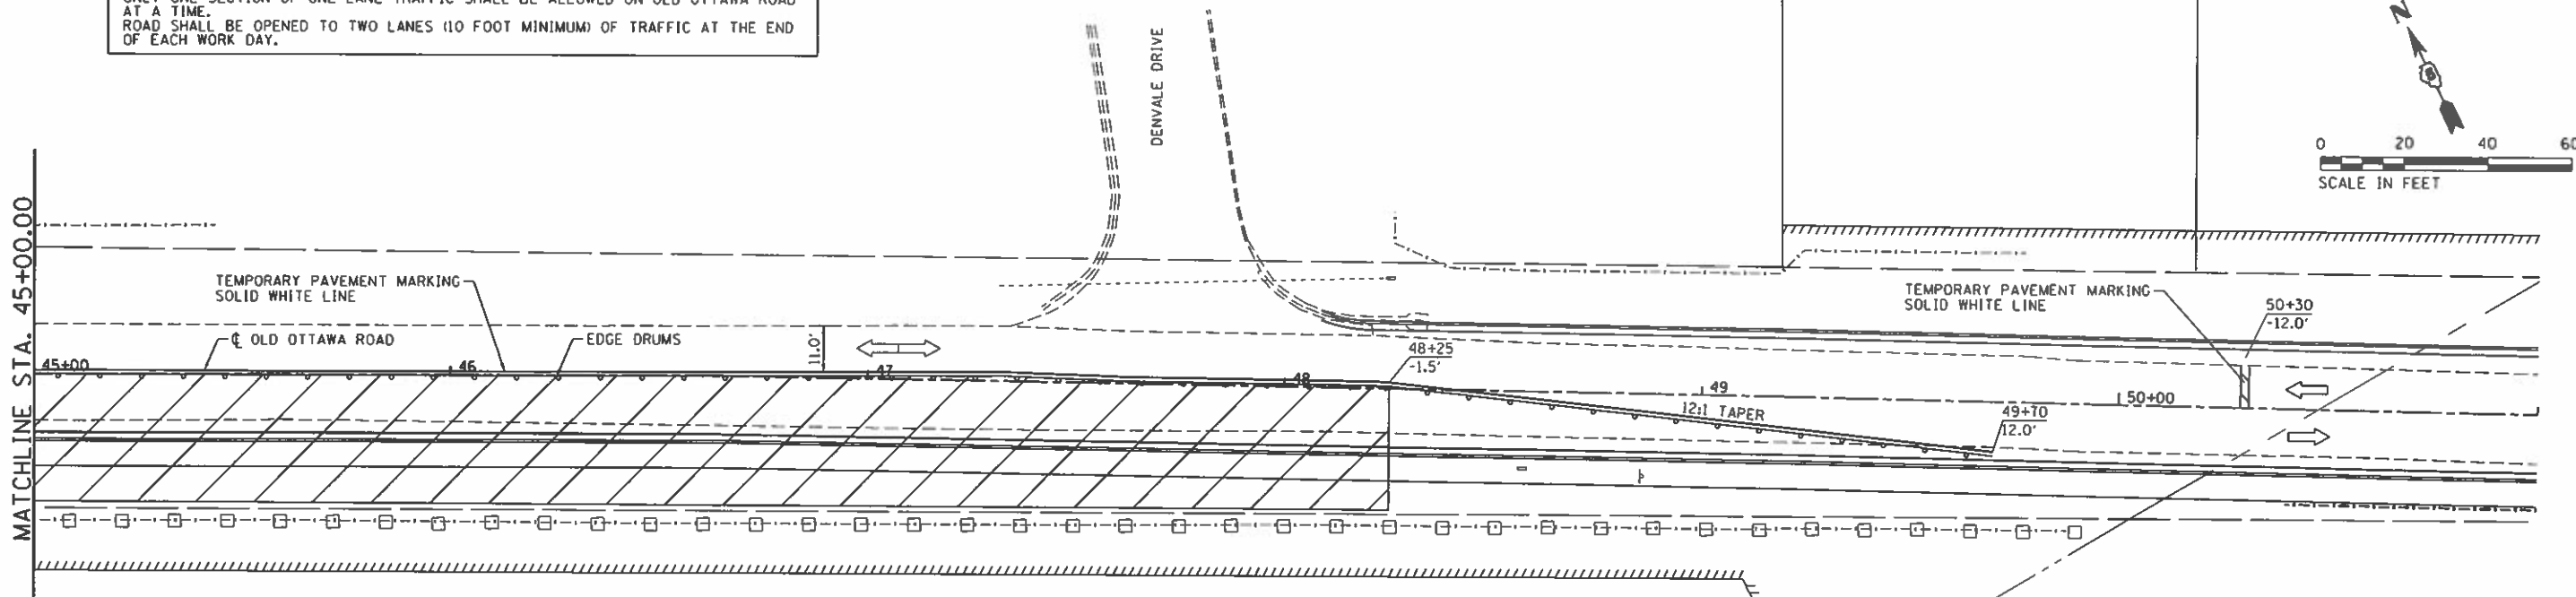 AT A TIME.
ROAD SHALL BE OPENED TO TWO LANES (10 FOOT MINIMUM) OF TRAFFIC AT THE END
OF EACH WORK DAY.
DENVALE DRIVE
N
0 20 40 60
SCALE IN FEET
MATCHLINE STA. 45+00.00
TEMPORARY PAVEMENT MARKING
SOLID WHITE LINE
℄ OLD OTTAWA ROAD
EDGE DRUMS
11.0'
45+00
46
47
48
48+25
-1.5'
49
12:1 TAPER
49+70
12.0'
50+00
TEMPORARY PAVEMENT MARKING
SOLID WHITE LINE
50+30
-12.0'